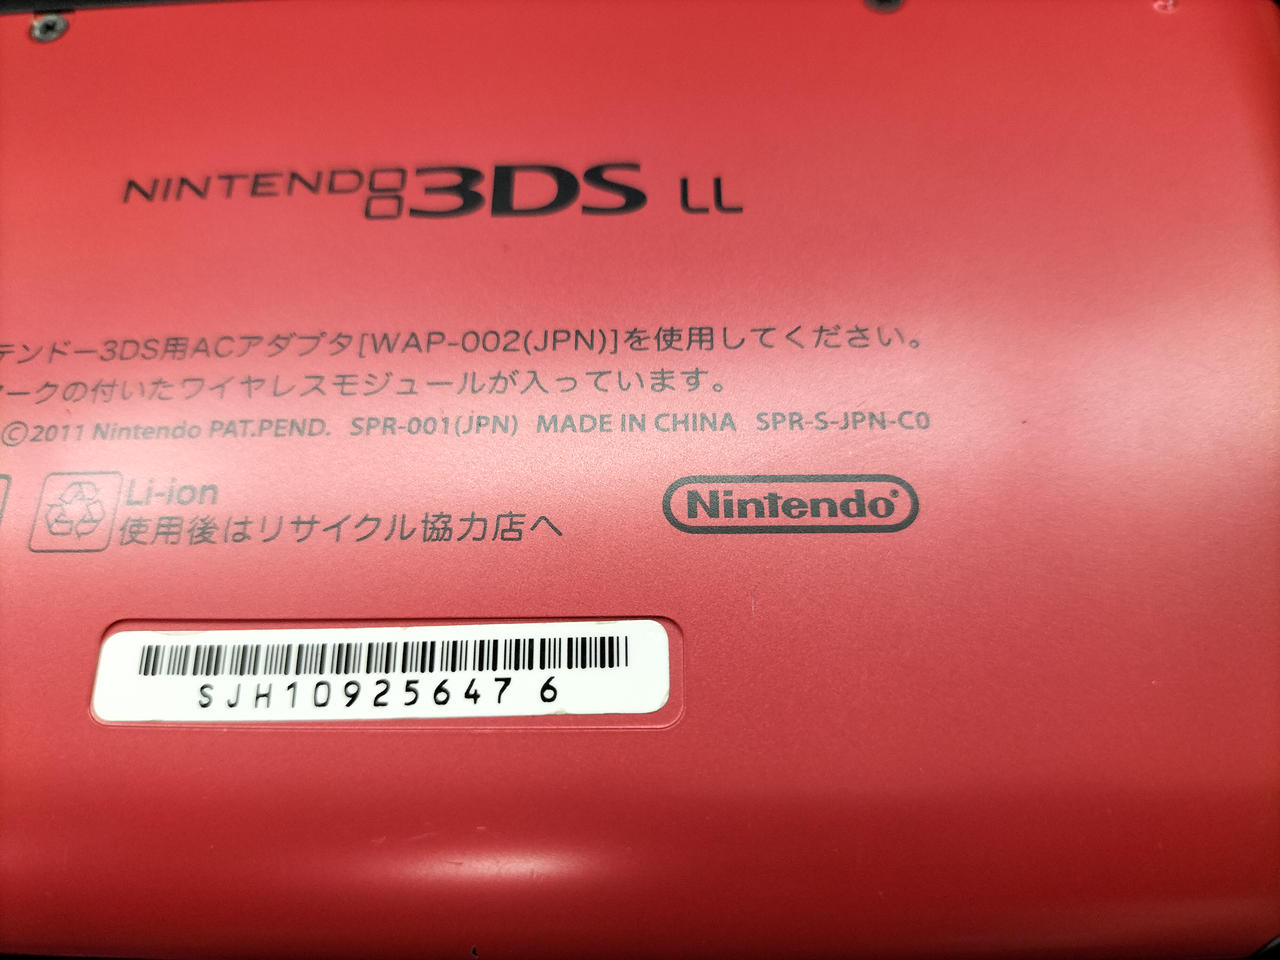 NINTENDO 3DS LL
テンドー3DS用ACアダプタ[WAP-002(JPN)]を使用してください。
マークの付いたワイヤレスモジュールが入っています。
©2011 Nintendo PAT.PEND. SPR-001(JPN) MADE IN CHINA SPR-S-JPN-C0
Li-ion
使用後はリサイクル協力店へ
Nintendo®
SJH10925647 6